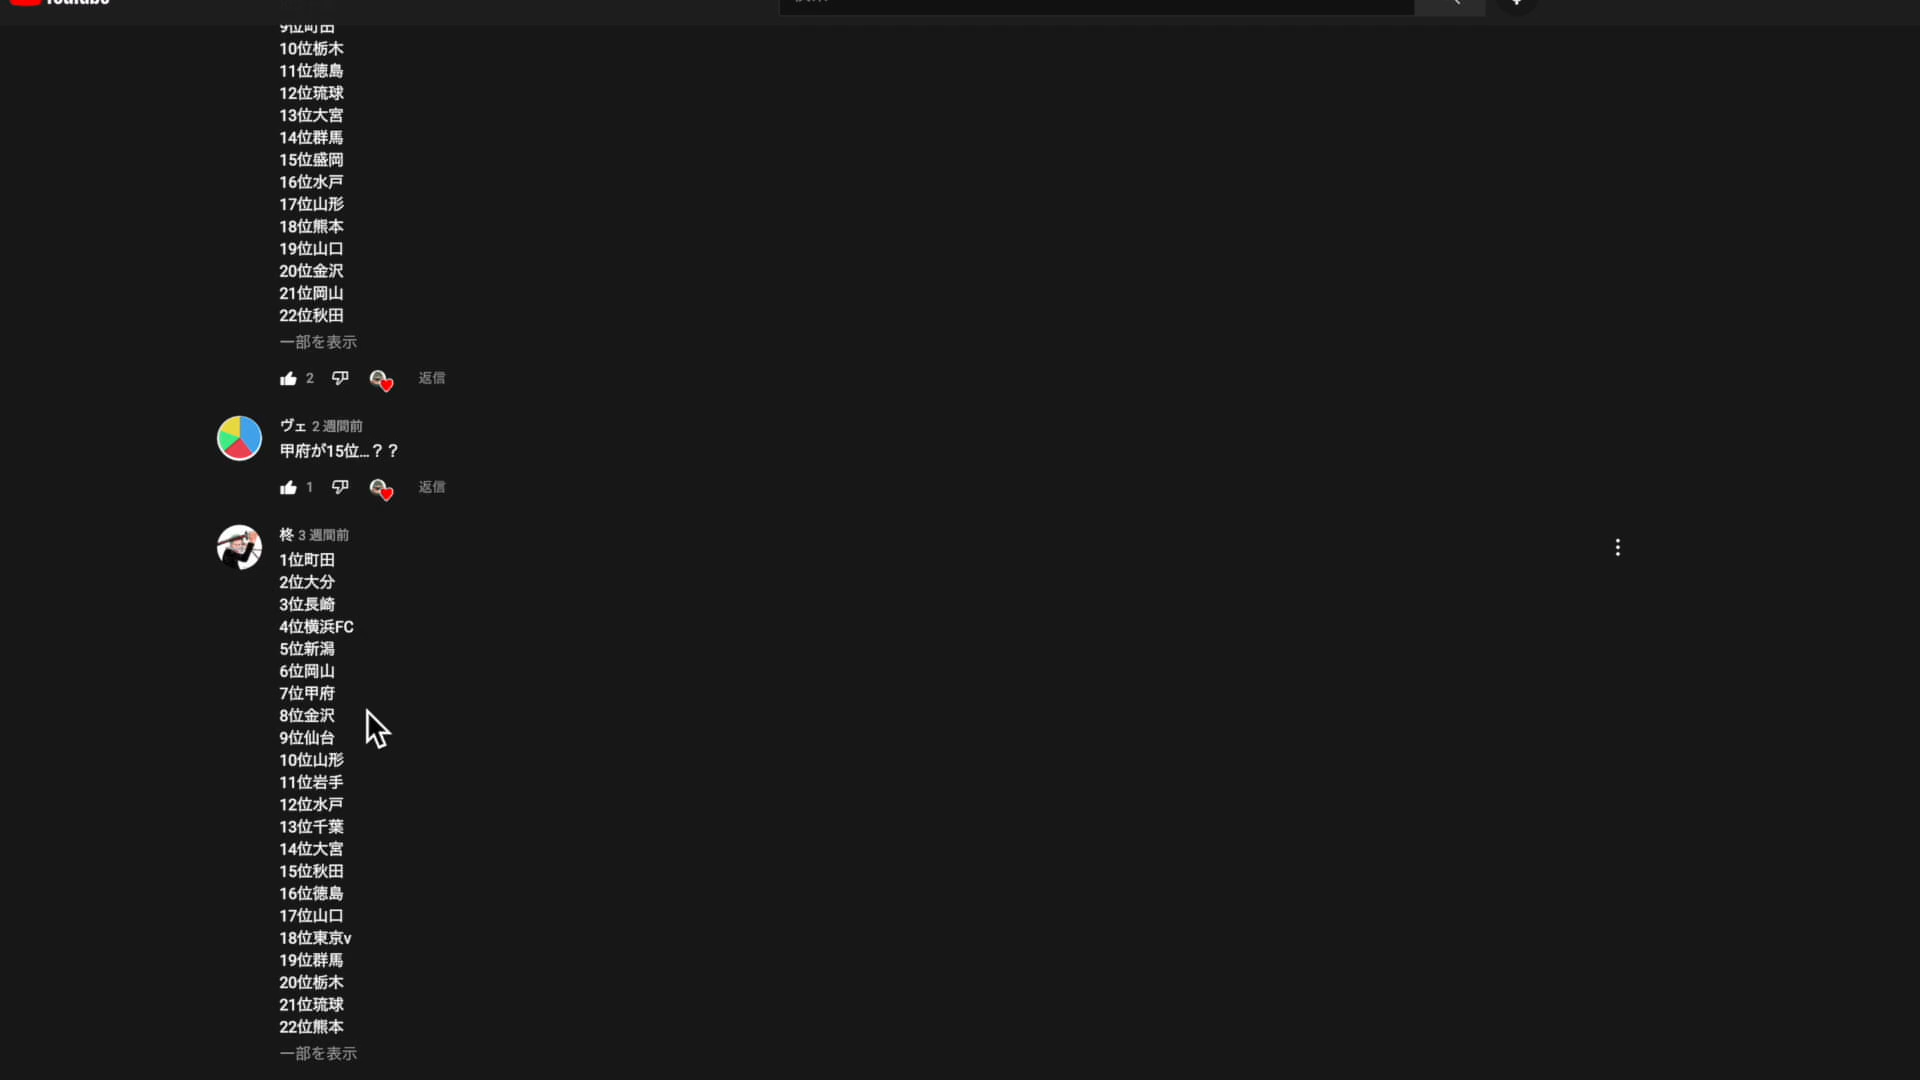 YouTube
9位町田
10位栃木
11位徳島
12位琉球
13位大宮
14位群馬
15位盛岡
16位水戸
17位山形
18位熊本
19位山口
20位金沢
21位岡山
22位秋田
一部を表示
2 返信
ヴェ 2 週間前
甲府が15位...？？
1 返信
柊 3 週間前
1位町田
2位大分
3位長崎
4位横浜FC
5位新潟
6位岡山
7位甲府
8位金沢
9位仙台
10位山形
11位岩手
12位水戸
13位千葉
14位大宮
15位秋田
16位徳島
17位山口
18位東京v
19位群馬
20位栃木
21位琉球
22位熊本
一部を表示